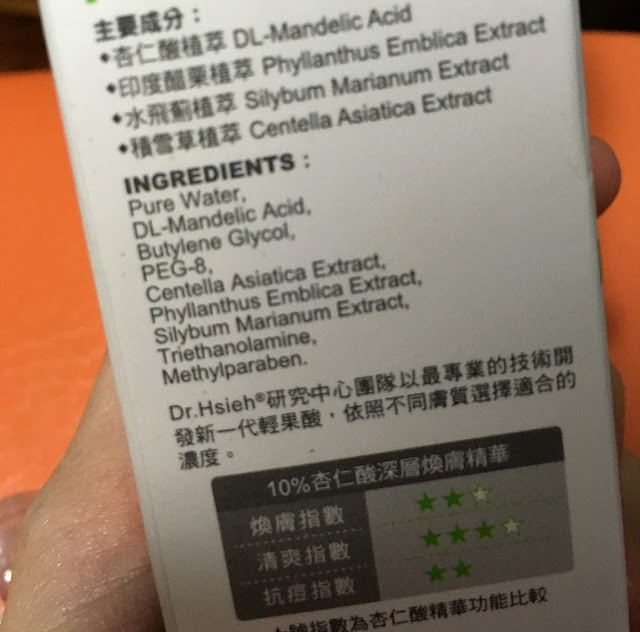 主要成分：
◆杏仁酸植萃 DL-Mandelic Acid
◆印度醋栗植萃 Phyllanthus Emblica Extract
◆水飛薊植萃 Silybum Marianum Extract
◆積雪草植萃 Centella Asiatica Extract
INGREDIENTS：
Pure Water,
DL-Mandelic Acid,
Butylene Glycol,
PEG-8,
Centella Asiatica Extract,
Phyllanthus Emblica Extract,
Silybum Marianum Extract,
Triethanolamine,
Methylparaben.
Dr.Hsieh®研究中心團隊以最專業的技術開
發新一代輕果酸，依照不同膚質選擇適合的
濃度。
10%杏仁酸深層煥膚精華
煥膚指數 ★★★
清爽指數 ★★★★
抗痘指數 ★★
指數為杏仁酸精華功能比較